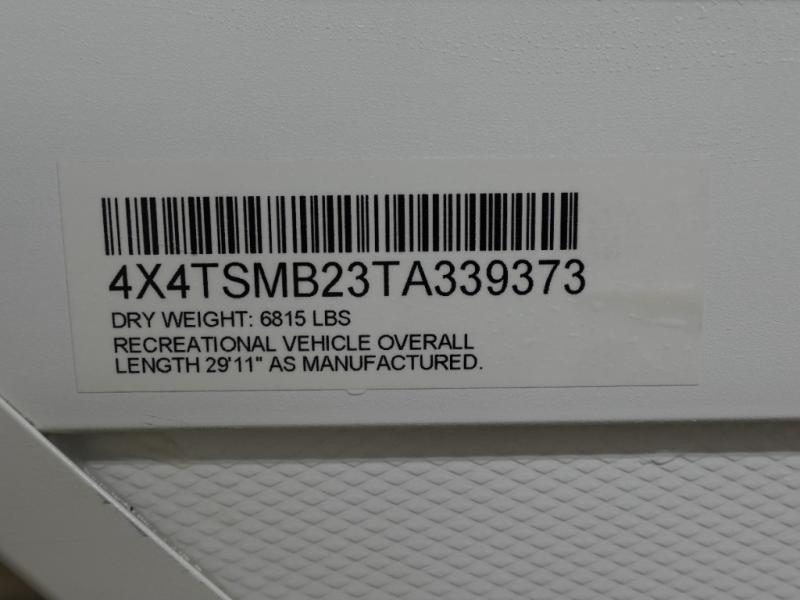 4X4TSMB23TA339373
DRY WEIGHT: 6815 LBS
RECREATIONAL VEHICLE OVERALL
LENGTH 29'11" AS MANUFACTURED.